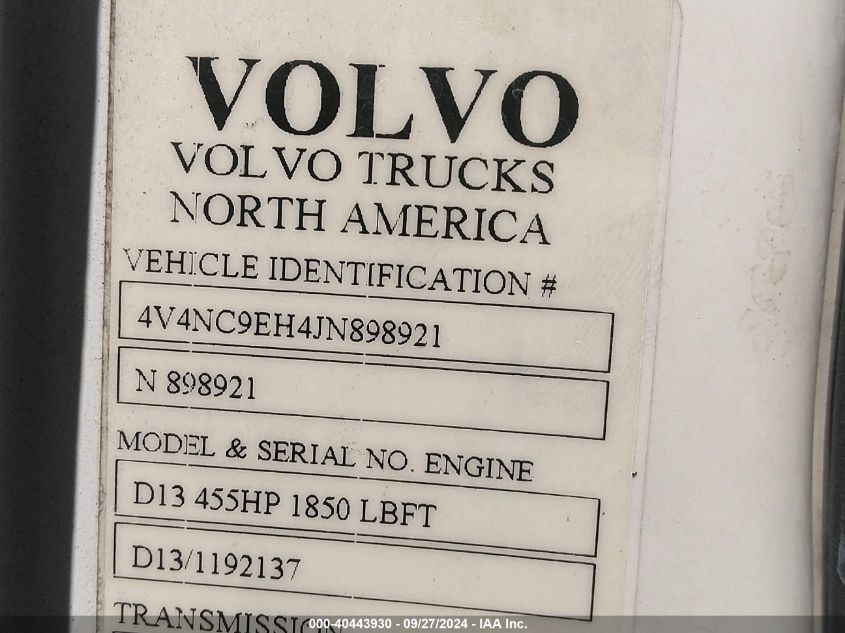 VOLVO
VOLVO TRUCKS
NORTH AMERICA
VEHICLE IDENTIFICATION #
4V4NC9EH4JN898921
N 898921
MODEL & SERIAL NO. ENGINE
D13 455HP 1850 LBFT
D13/1192137
TRANSMISSION
000-40443930 - 09/27/2024 - IAA Inc.